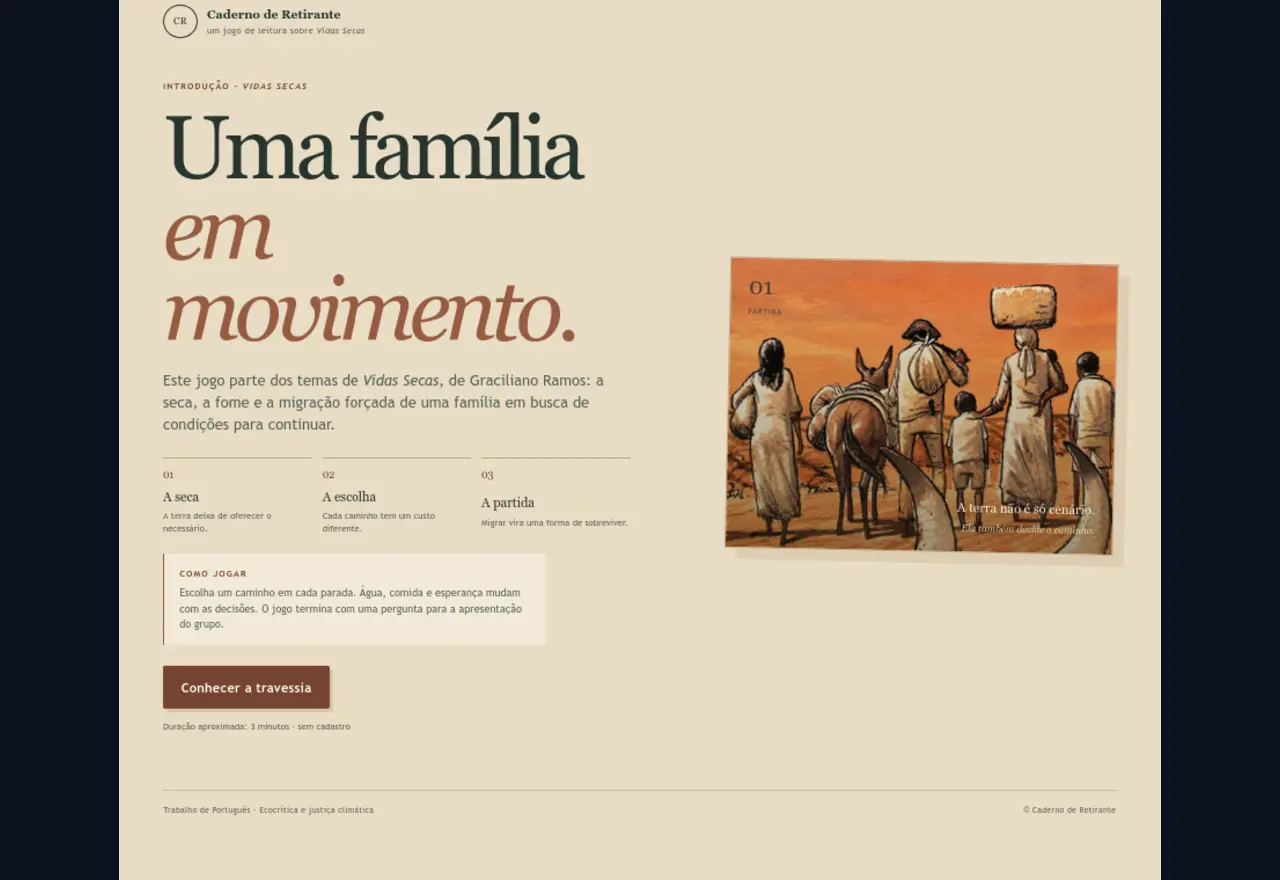 CR
Caderno de Retirante
um jogo de leitura sobre Vidas Secas
INTRODUÇÃO · VIDAS SECAS
Uma família
em
movimento.
Este jogo parte dos temas de Vidas Secas, de Graciliano Ramos: a
seca, a fome e a migração forçada de uma família em busca de
condições para continuar.
01
A seca
A terra deixa de oferecer o
necessário.
02
A escolha
Cada caminho tem um custo
diferente.
03
A partida
Migrar vira uma forma de sobreviver.
COMO JOGAR
Escolha um caminho em cada parada. Água, comida e esperança mudam
com as decisões. O jogo termina com uma pergunta para a apresentação
do grupo.
Conhecer a travessia
Duração aproximada: 3 minutos · sem cadastro
01
PARTIDA
A terra não é só cenário.
Ela também decide o caminho.
Trabalho de Português · Ecocrítica e justiça climática
© Caderno de Retirante